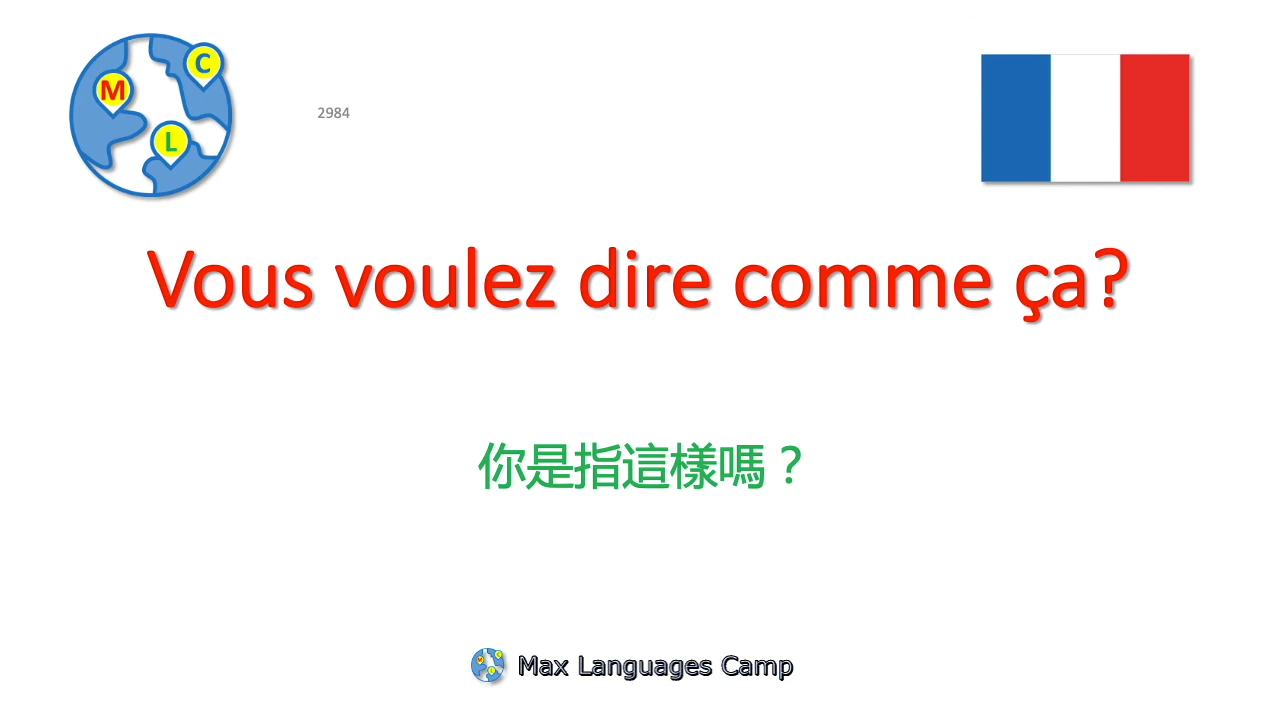 C
M
L
2984
Vous voulez dire comme ça?
你是指這樣嗎？
Max Languages Camp